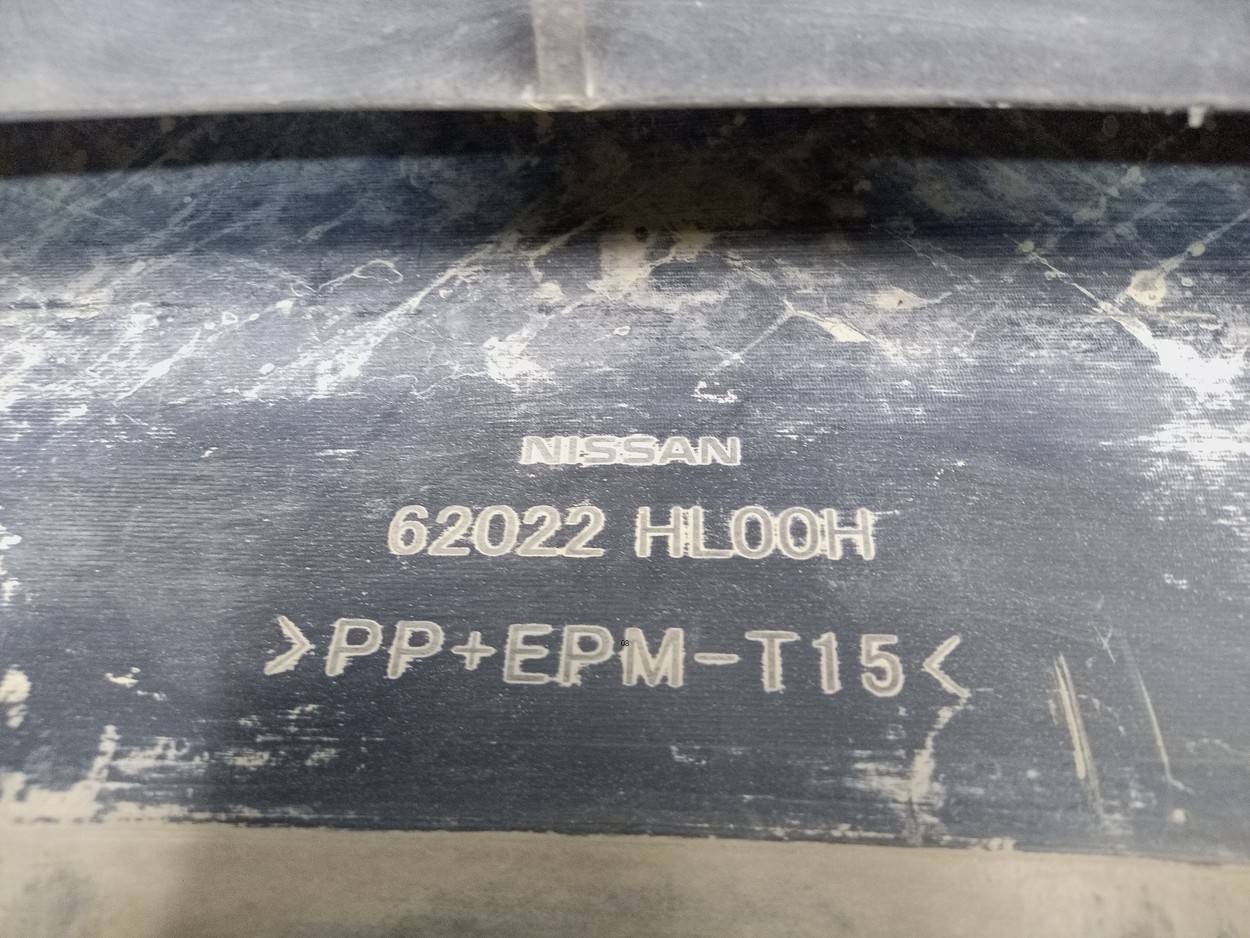 NISSAN
62022 HL00H
>PP+EPM-T15<